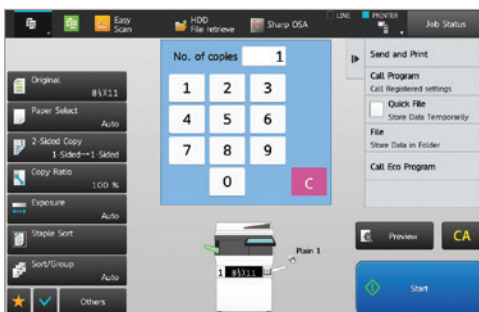 Easy
Scan
HDD
File retrieve
Sharp OSA
LINE
PRINTER
Job Status
Original
8½X11
Paper Select
Auto
2-Sided Copy
1-Sided→1-Sided
Copy Ratio
100 %
Exposure
Auto
Staple Sort
Sort/Group
Auto
Others
No. of copies 1
1 2 3
4 5 6
7 8 9
0 C
Plain 1
1 8½X11
Send and Print
Call Program
Call Registered settings
Quick File
Store Data Temporarily
File
Store Data in Folder
Call Eco Program
Preview
CA
Start